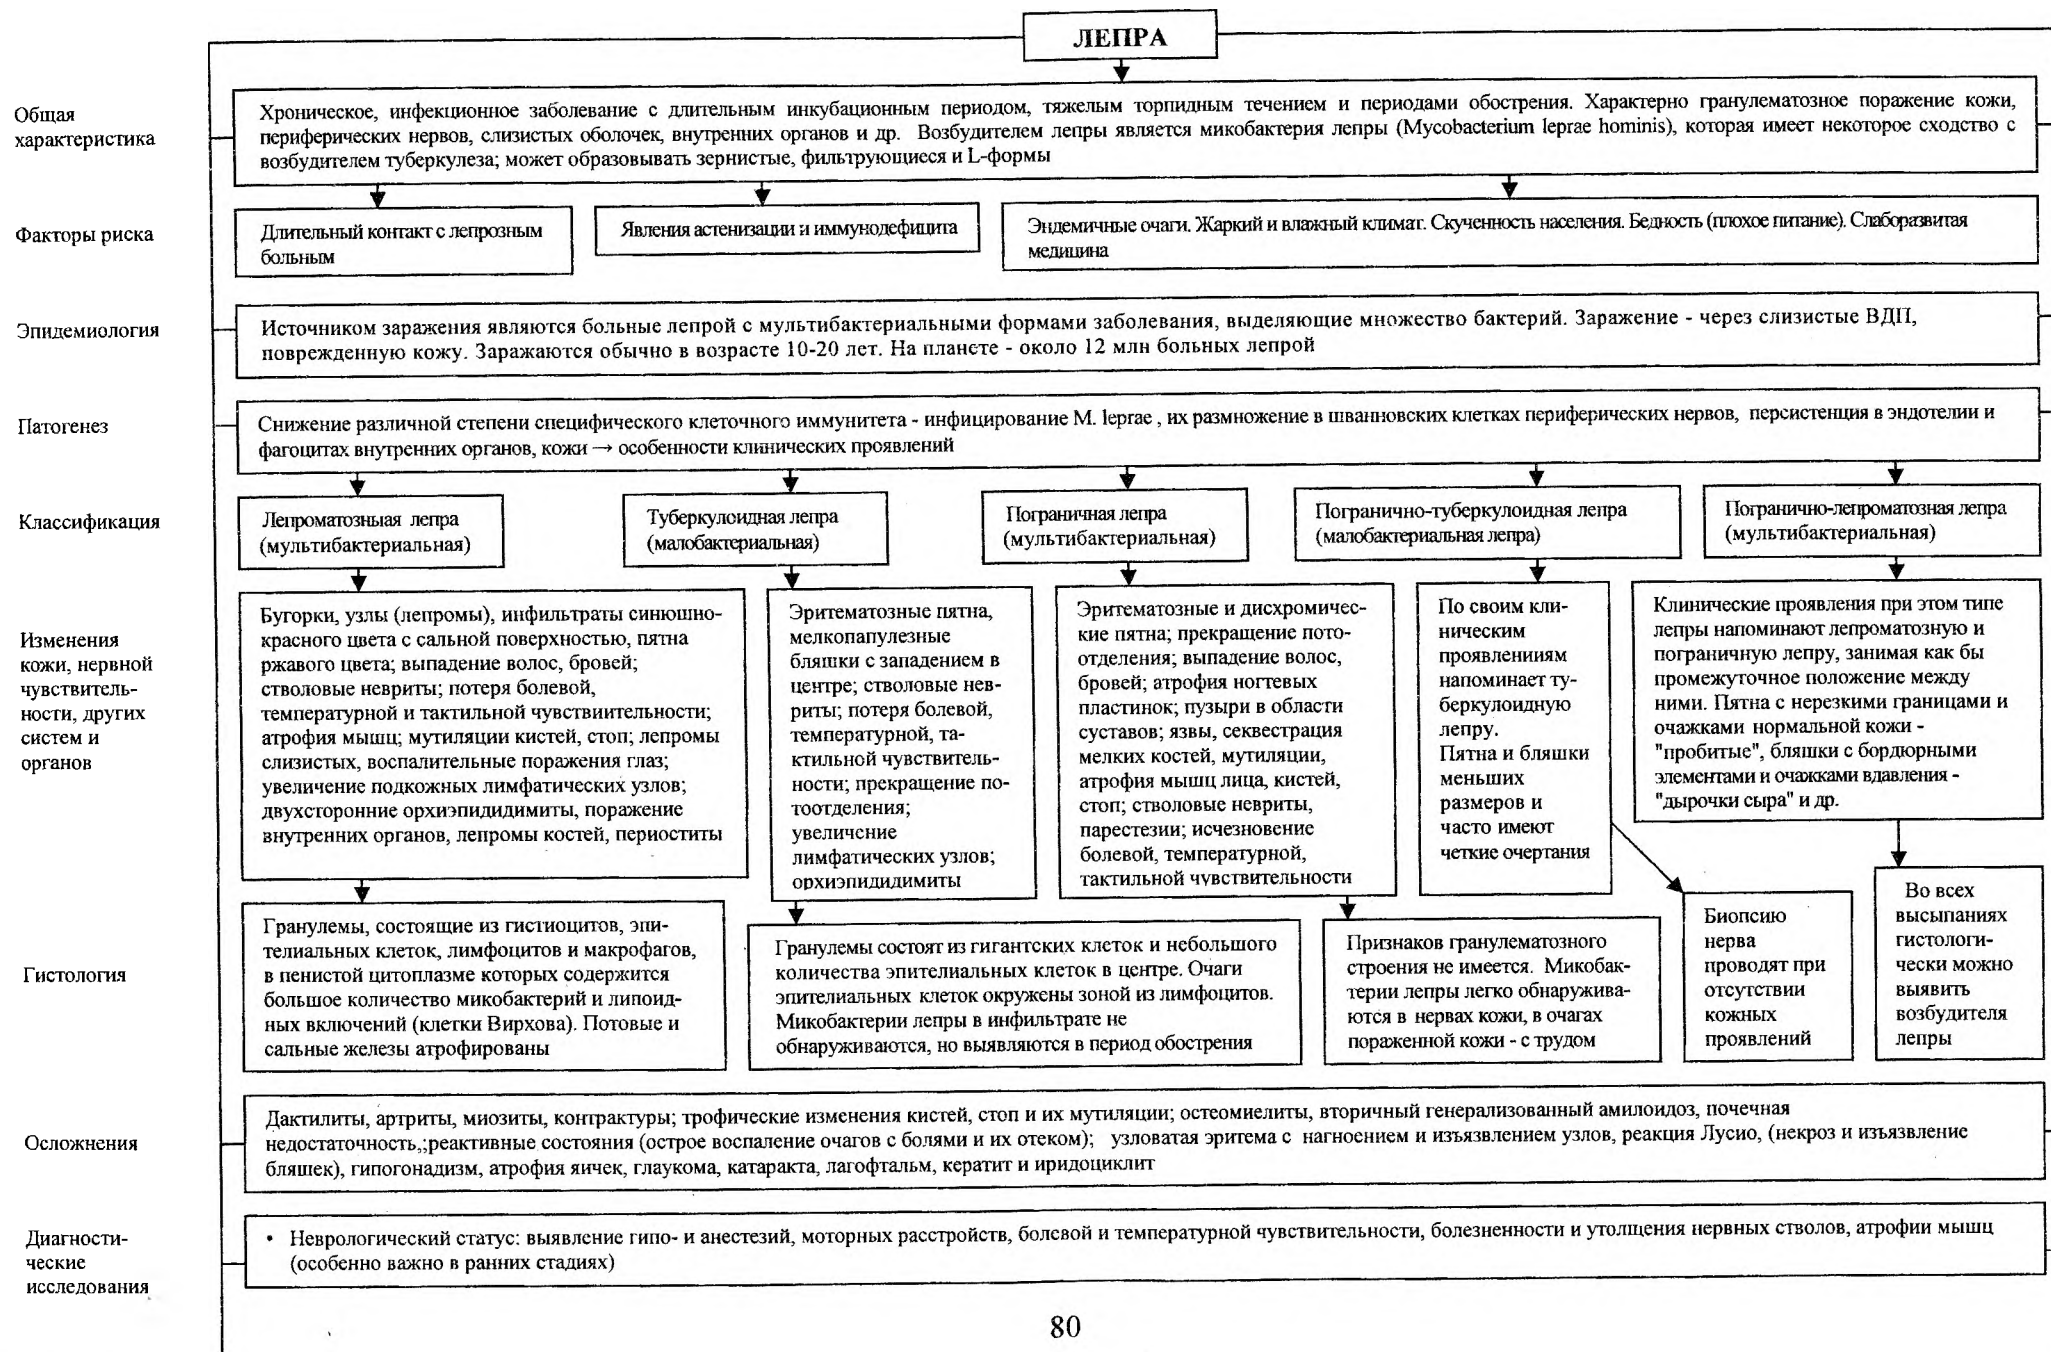 ЛЕПРА
Общая
характеристика
Хроническое, инфекционное заболевание с длительным инкубационным периодом, тяжелым торпидным течением и периодами обострения. Характерно гранулематозное поражение кожи,
периферических нервов, слизистых оболочек, внутренних органов и др. Возбудителем лепры является микобактерия лепры (Mycobacterium leprae hominis), которая имеет некоторое сходство с
возбудителем туберкулеза; может образовывать зернистые, фильтрующиеся и L-формы
Факторы риска
Длительный контакт с лепрозным
больным
Явления астенизации и иммунодефицита
Эндемичные очаги. Жаркий и влажный климат. Скученность населения. Бедность (плохое питание). Слаборазвитая
медицина
Эпидемиология
Источником заражения являются больные лепрой с мультибактериальными формами заболевания, выделяющие множество бактерий. Заражение - через слизистые ВДП,
поврежденную кожу. Заражаются обычно в возрасте 10-20 лет. На планете - около 12 млн больных лепрой
Патогенез
Снижение различной степени специфического клеточного иммунитета - инфицирование M. leprae , их размножение в шванновских клетках периферических нервов, персистенция в эндотелии и
фагоцитах внутренних органов, кожи → особенности клинических проявлений
Классификация
Лепроматозныая лепра
(мультибактериальная)
Туберкулоидная лепра
(малобактериальная)
Пограничная лепра
(мультибактериальная)
Погранично-туберкулоидная лепра
(малобактериальная лепра)
Погранично-лепроматозная лепра
(мультибактериальная)
Изменения
кожи, нервной
чувствитель-
ности, других
систем и
органов
Бугорки, узлы (лепромы), инфильтраты синюшно-
красного цвета с сальной поверхностью, пятна
ржавого цвета; выпадение волос, бровей;
стволовые невриты; потеря болевой,
температурной и тактильной чувствиительности;
атрофия мышц; мутиляции кистей, стоп; лепромы
слизистых, воспалительные поражения глаз;
увеличение подкожных лимфатических узлов;
двухсторонние орхиэпидидимиты, поражение
внутренних органов, лепромы костей, периоститы
Эритематозные пятна,
мелкопапулезные
бляшки с западением в
центре; стволовые нев-
риты; потеря болевой,
температурной, та-
ктильной чувствитель-
ности; прекращение по-
тоотделения;
увеличение
лимфатических узлов;
орхиэпидидимиты
Эритематозные и дисхромичес-
кие пятна; прекращение пото-
отделения; выпадение волос,
бровей; атрофия ногтевых
пластинок; пузыри в области
суставов; язвы, секвестрация
мелких костей, мутиляции,
атрофия мышц лица, кистей,
стоп; стволовые невриты,
парестезии; исчезновение
болевой, температурной,
тактильной чувствительности
По своим кли-
ническим
проявленииям
напоминает ту-
беркулоидную
лепру.
Пятна и бляшки
меньших
размеров и
часто имеют
четкие очертания
Клинические проявления при этом типе
лепры напоминают лепроматозную и
пограничную лепру, занимая как бы
промежуточное положение между
ними. Пятна с нерезкими границами и
очажками нормальной кожи -
"пробитые", бляшки с бордюрными
элементами и очажками вдавления -
"дырочки сыра" и др.
Гистология
Гранулемы, состоящие из гистиоцитов, эпи-
телиальных клеток, лимфоцитов и макрофагов,
в пенистой цитоплазме которых содержится
большое количество микобактерий и липоид-
ных включений (клетки Вирхова). Потовые и
сальные железы атрофированы
Гранулемы состоят из гигантских клеток и небольшого
количества эпителиальных клеток в центре. Очаги
эпителиальных клеток окружены зоной из лимфоцитов.
Микобактерии лепры в инфильтрате не
обнаруживаются, но выявляются в период обострения
Признаков гранулематозного
строения не имеется. Микобак-
терии лепры легко обнаружива-
ются в нервах кожи, в очагах
пораженной кожи - с трудом
Биопсию
нерва
проводят при
отсутствии
кожных
проявлений
Во всех
высыпаниях
гистологи-
чески можно
выявить
возбудителя
лепры
Осложнения
Дактилиты, артриты, миозиты, контрактуры; трофические изменения кистей, стоп и их мутиляции; остеомиелиты, вторичный генерализованный амилоидоз, почечная
недостаточность,;реактивные состояния (острое воспаление очагов с болями и их отеком); узловатая эритема с нагноением и изъязвлением узлов, реакция Лусио, (некроз и изъязвление
бляшек), гипогонадизм, атрофия яичек, глаукома, катаракта, лагофтальм, кератит и иридоциклит
Диагности-
ческие
исследования
• Неврологический статус: выявление гипо- и анестезий, моторных расстройств, болевой и температурной чувствительности, болезненности и утолщения нервных стволов, атрофии мышц
(особенно важно в ранних стадиях)
80